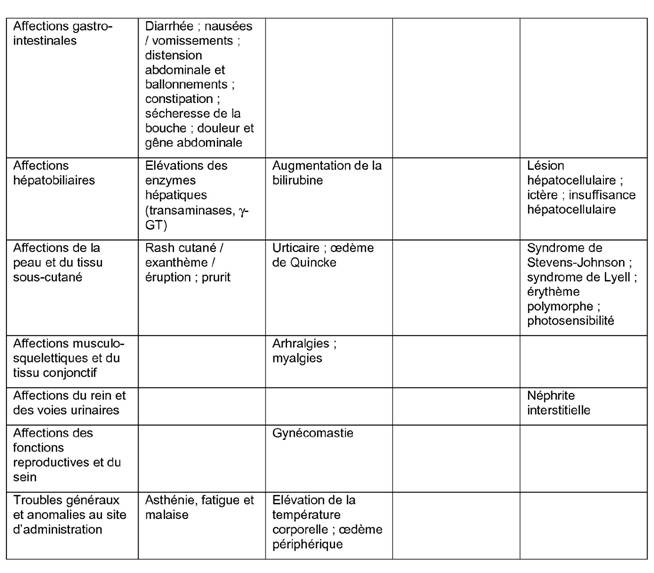 Affections gastro-
intestinales
Diarrhée ; nausées
/ vomissements ;
distension
abdominale et
ballonnements ;
constipation ;
sécheresse de la
bouche ; douleur et
gêne abdominale
Affections
hépatobiliaires
Elévations des
enzymes
hépatiques
(transaminases, γ-
GT)
Augmentation de la
bilirubine
Lésion
hépatocellulaire ;
ictère ; insuffisance
hépatocellulaire
Affections de la
peau et du tissu
sous-cutané
Rash cutané /
exanthème /
éruption ; prurit
Urticaire ; œdème
de Quincke
Syndrome de
Stevens-Johnson ;
syndrome de Lyell ;
érythème
polymorphe ;
photosensibilité
Affections musculo-
squelettiques et du
tissu conjonctif
Arhralgies ;
myalgies
Affections du rein et
des voies urinaires
Néphrite
interstitielle
Affections des
fonctions
reproductives et du
sein
Gynécomastie
Troubles généraux
et anomalies au site
d'administration
Asthénie, fatigue et
malaise
Elévation de la
température
corporelle ; œdème
périphérique